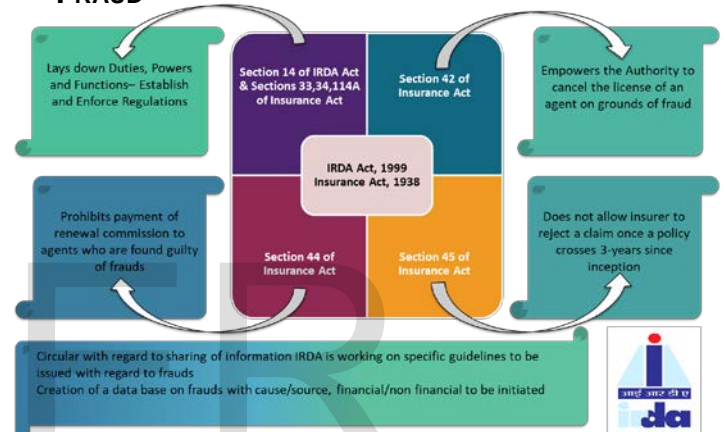 FRAUD
Lays down Duties, Powers
and Functions– Establish
and Enforce Regulations
Section 14 of IRDA Act
& Sections 33,34,114A
of Insurance Act
Section 42 of
Insurance Act
Empowers the Authority to
cancel the license of an
agent on grounds of fraud
IRDA Act, 1999
Insurance Act, 1938
Prohibits payment of
renewal commission to
agents who are found guilty
of frauds
Section 44 of
Insurance Act
Section 45 of
Insurance Act
Does not allow insurer to
reject a claim once a policy
crosses 3-years since
inception
Circular with regard to sharing of information IRDA is working on specific guidelines to be
issued with regard to frauds
Creation of a data base on frauds with cause/source, financial/non financial to be initiated
आई आर डी ए
irda